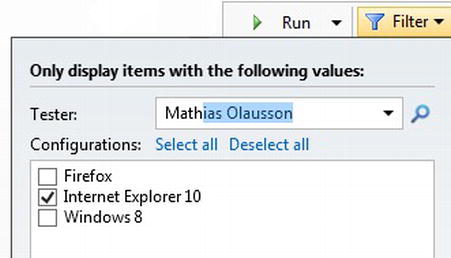 Run Filter
Only display items with the following values:
Tester: Mathias Olausson
Configurations: Select all Deselect all
Firefox
Internet Explorer 10
Windows 8